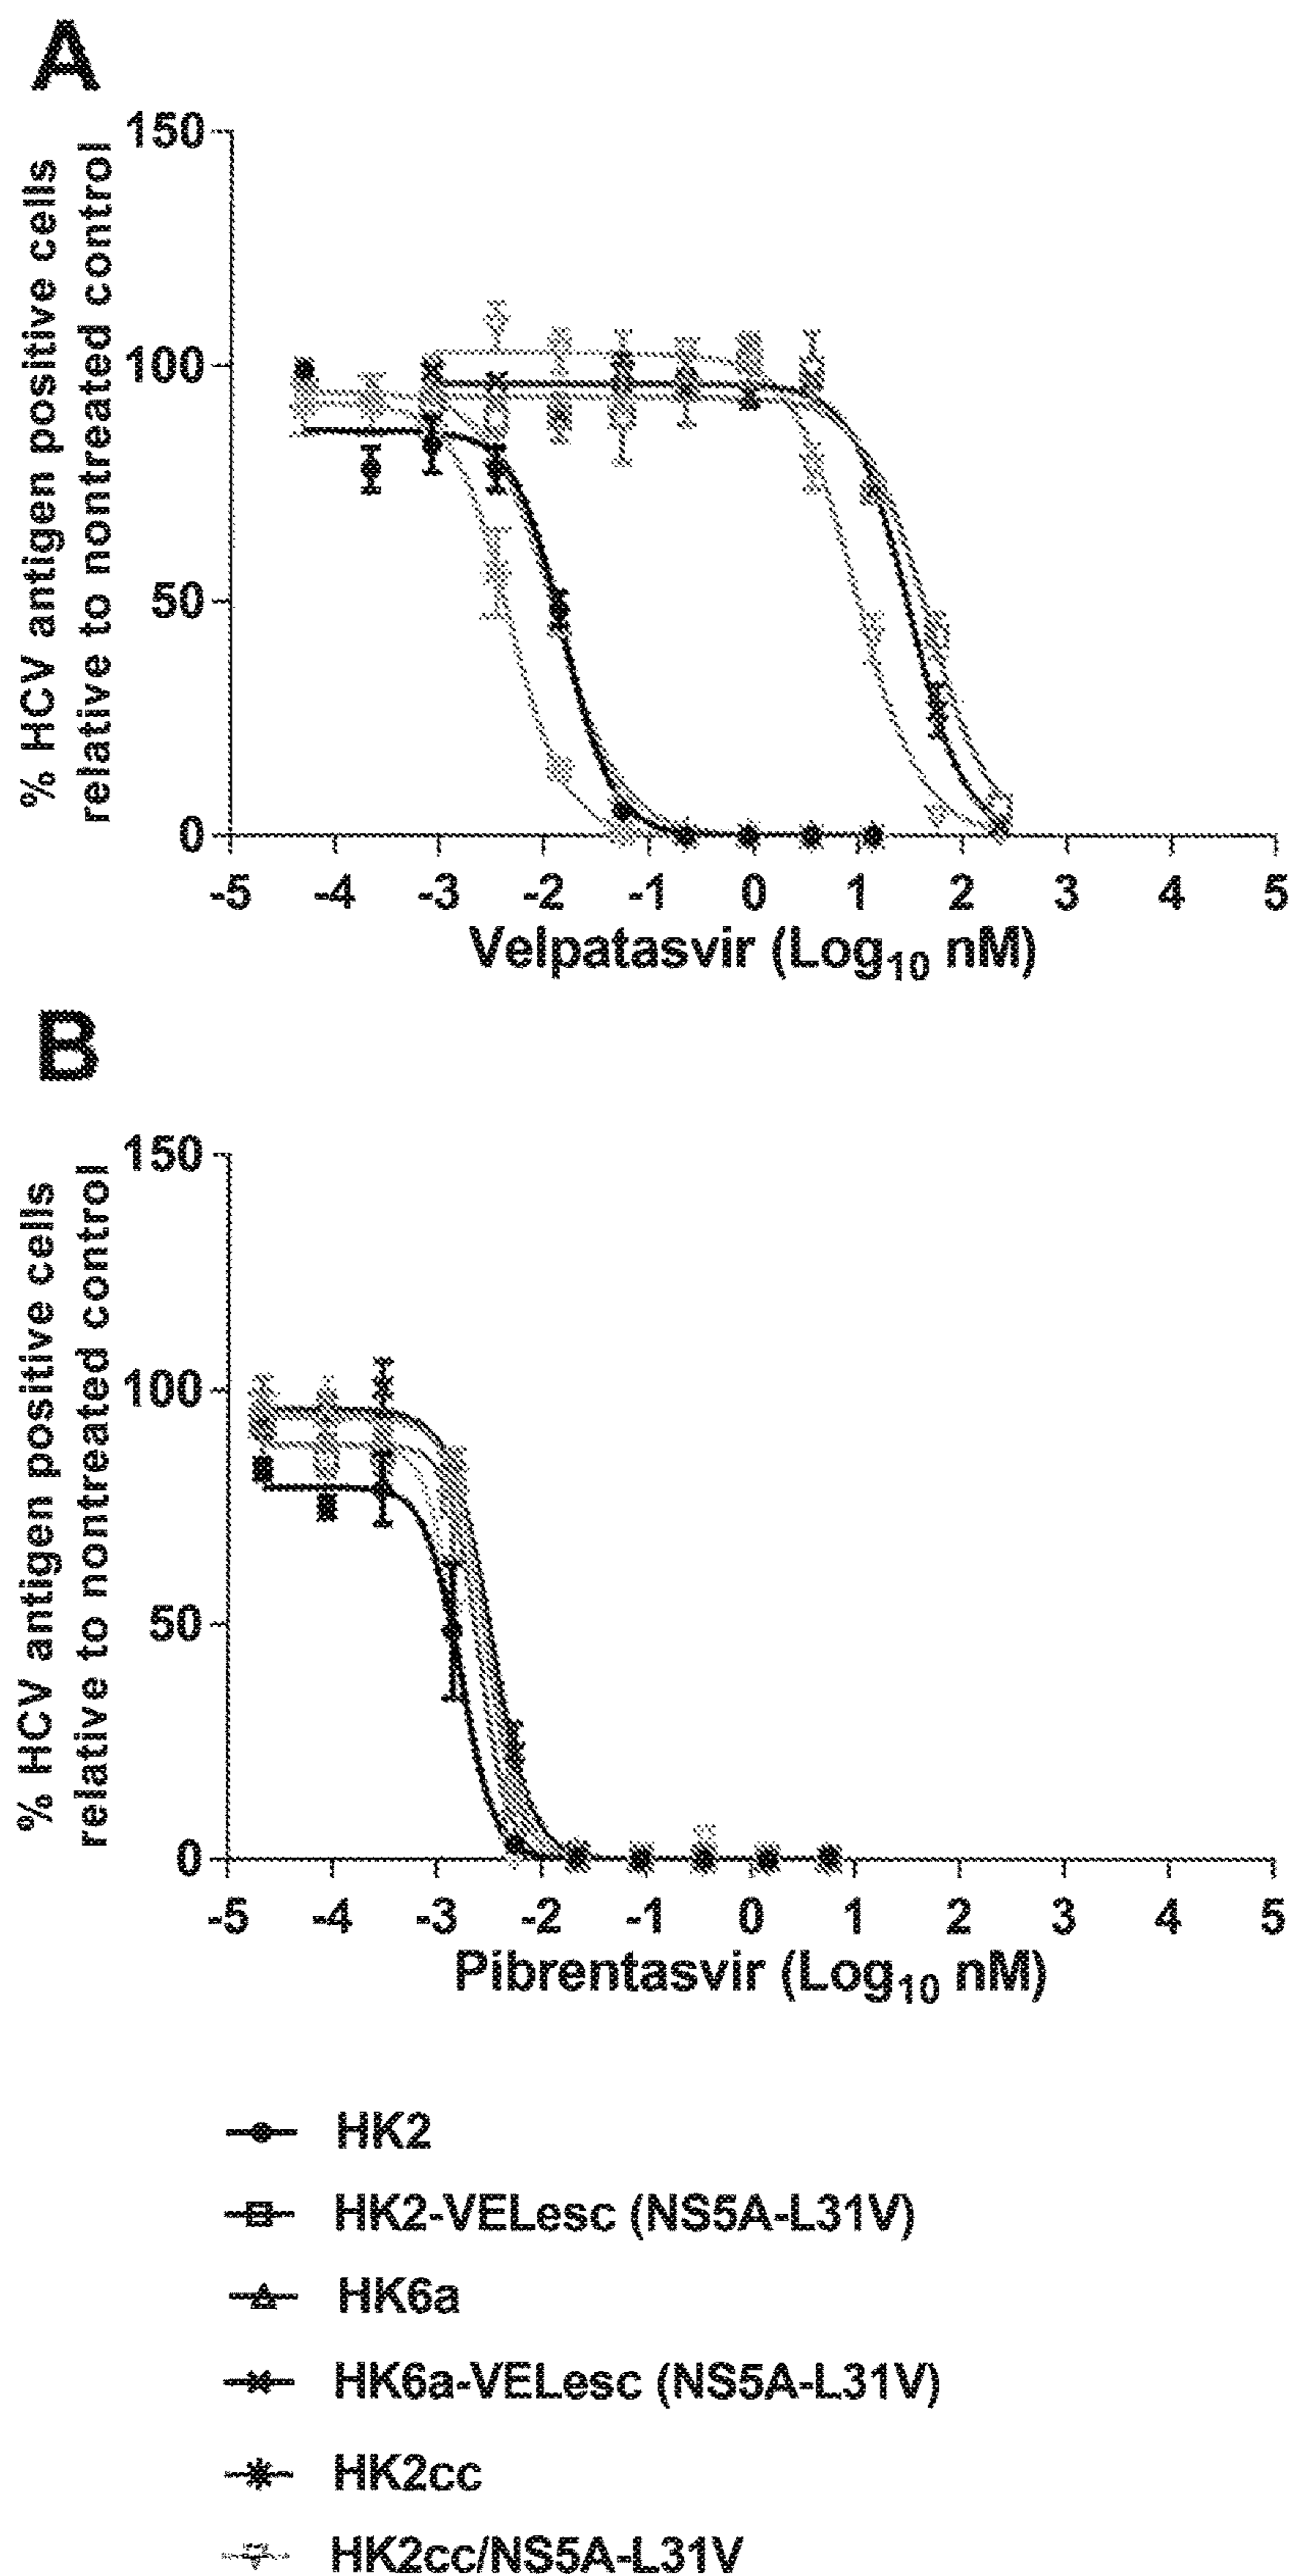 A
150
100
50
0
% HCV antigen positive cells
relative to nontreated control
-5 -4 -3 -2 -1 0 1 2 3 4 5
Velpatasvir (Log10 nM)
B
150
100
50
0
% HCV antigen positive cells
relative to nontreated control
-5 -4 -3 -2 -1 0 1 2 3 4 5
Pibrentasvir (Log10 nM)
HK2
HK2-VELesc (NS5A-L31V)
HK6a
HK6a-VELesc (NS5A-L31V)
HK2cc
HK2cc/NS5A-L31V